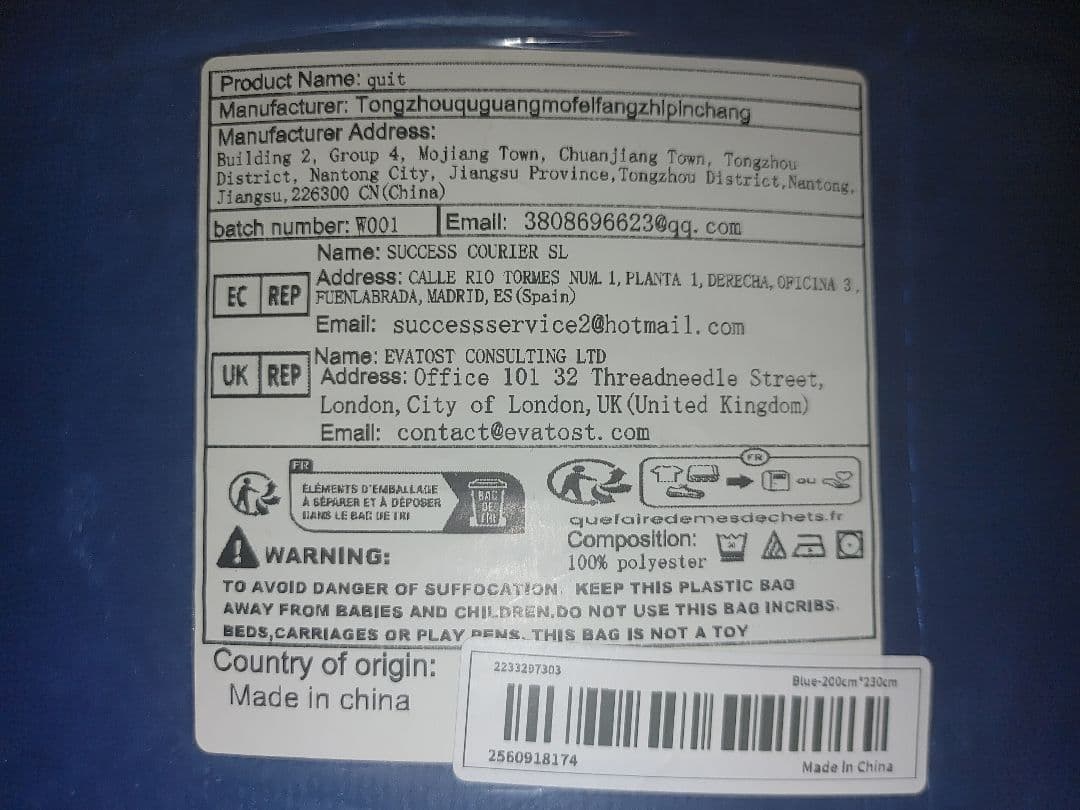 Product Name: quit
Manufacturer: Tongzhouquguangmofelfangzhlplnchang
Manufacturer Address:
Building 2, Group 4, Mojiang Town, Chuanjiang Town, Tongzhou
District, Nantong City, Jiangsu Province, Tongzhou District, Nantong,
Jiangsu, 226300 CN(China)
batch number: W001 Email: 3808696623@qq.com
Name: SUCCESS COURIER SL
EC REP Address: CALLE RIO TORMES NUM. 1, PLANTA 1, DERECHA, OFICINA 3,
FUENLABRADA, MADRID, ES(Spain)
Email: successservice2@hotmail.com
Name: EVATOST CONSULTING LTD
UK REP Address: Office 101 32 Threadneedle Street,
London, City of London, UK(United Kingdom)
Email: contact@evatost.com
FR
ÉLÉMENTS D'EMBALLAGE
À SÉPARER ET À DÉPOSER
DANS LE BAC DE TRI
BAC
DE
TRI
FR
OU
quefairedemesdechets.fr
Composition:
100% polyester
30
WARNING:
TO AVOID DANGER OF SUFFOCATION. KEEP THIS PLASTIC BAG
AWAY FROM BABIES AND CHILDREN.DO NOT USE THIS BAG INCRIBS.
BEDS,CARRIAGES OR PLAY PENS. THIS BAG IS NOT A TOY
Country of origin:
Made in china
2233297303
Blue-200cm*230cm
2560918174
Made In China